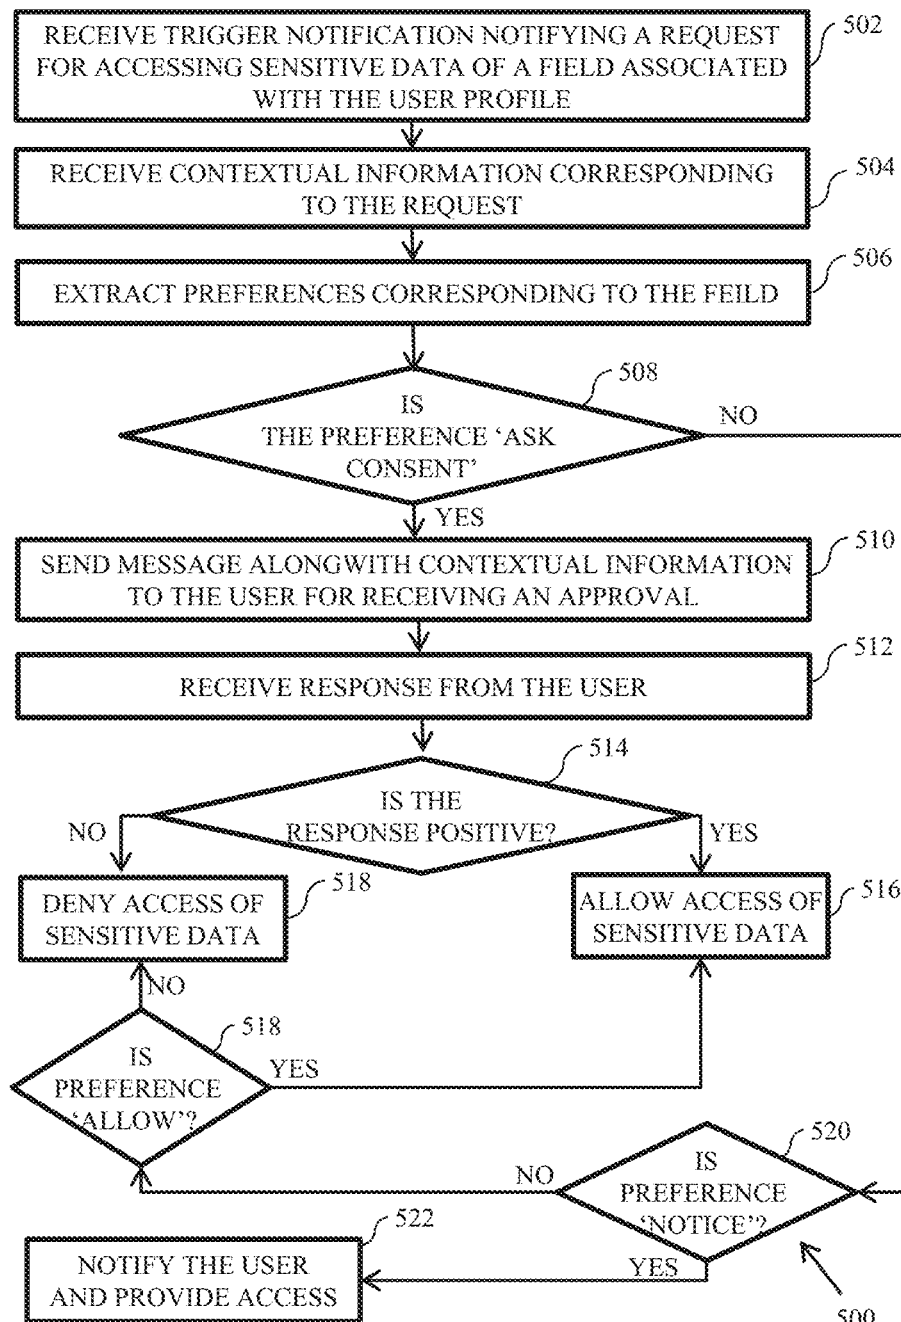 RECEIVE TRIGGER NOTIFICATION NOTIFYING A REQUEST
FOR ACCESSING SENSITIVE DATA OF A FIELD ASSOCIATED
WITH THE USER PROFILE
502
RECEIVE CONTEXTUAL INFORMATION CORRESPONDING
TO THE REQUEST
504
EXTRACT PREFERENCES CORRESPONDING TO THE FEILD
506
IS
THE PREFERENCE ‘ASK
CONSENT’
508
NO
YES
SEND MESSAGE ALONGWITH CONTEXTUAL INFORMATION
TO THE USER FOR RECEIVING AN APPROVAL
510
RECEIVE RESPONSE FROM THE USER
512
IS THE
RESPONSE POSITIVE?
514
NO
YES
DENY ACCESS OF
SENSITIVE DATA
518
ALLOW ACCESS OF
SENSITIVE DATA
516
NO
IS
PREFERENCE
‘ALLOW’?
518
YES
IS
PREFERENCE
‘NOTICE’?
520
NO
YES
NOTIFY THE USER
AND PROVIDE ACCESS
522
500